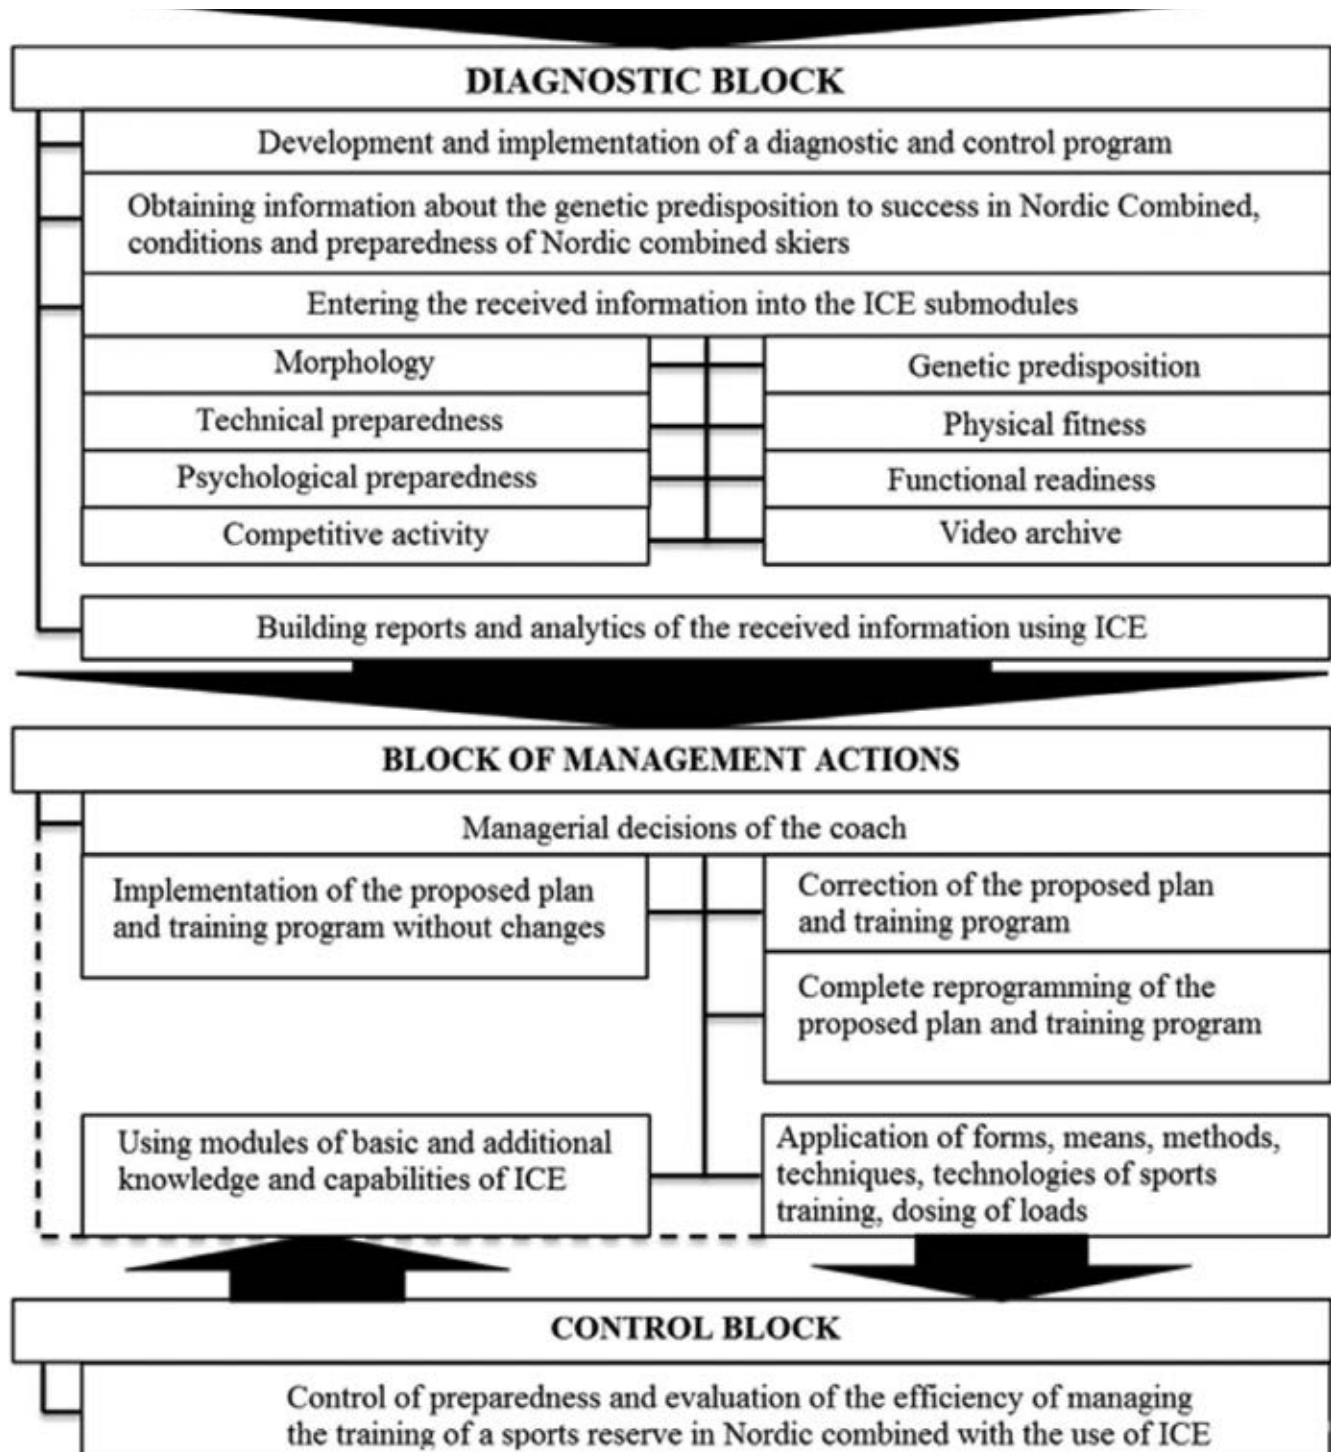 DIAGNOSTIC BLOCK
Development and implementation of a diagnostic and control program
Obtaining information about the genetic predisposition to success in Nordic Combined,
conditions and preparedness of Nordic combined skiers
Entering the received information into the ICE submodules
Morphology
Genetic predisposition
Technical preparedness
Physical fitness
Psychological preparedness
Functional readiness
Competitive activity
Video archive
Building reports and analytics of the received information using ICE
BLOCK OF MANAGEMENT ACTIONS
Managerial decisions of the coach
Implementation of the proposed plan
and training program without changes
Correction of the proposed plan
and training program
Complete reprogramming of the
proposed plan and training program
Using modules of basic and additional
knowledge and capabilities of ICE
Application of forms, means, methods,
techniques, technologies of sports
training, dosing of loads
CONTROL BLOCK
Control of preparedness and evaluation of the efficiency of managing
the training of a sports reserve in Nordic combined with the use of ICE